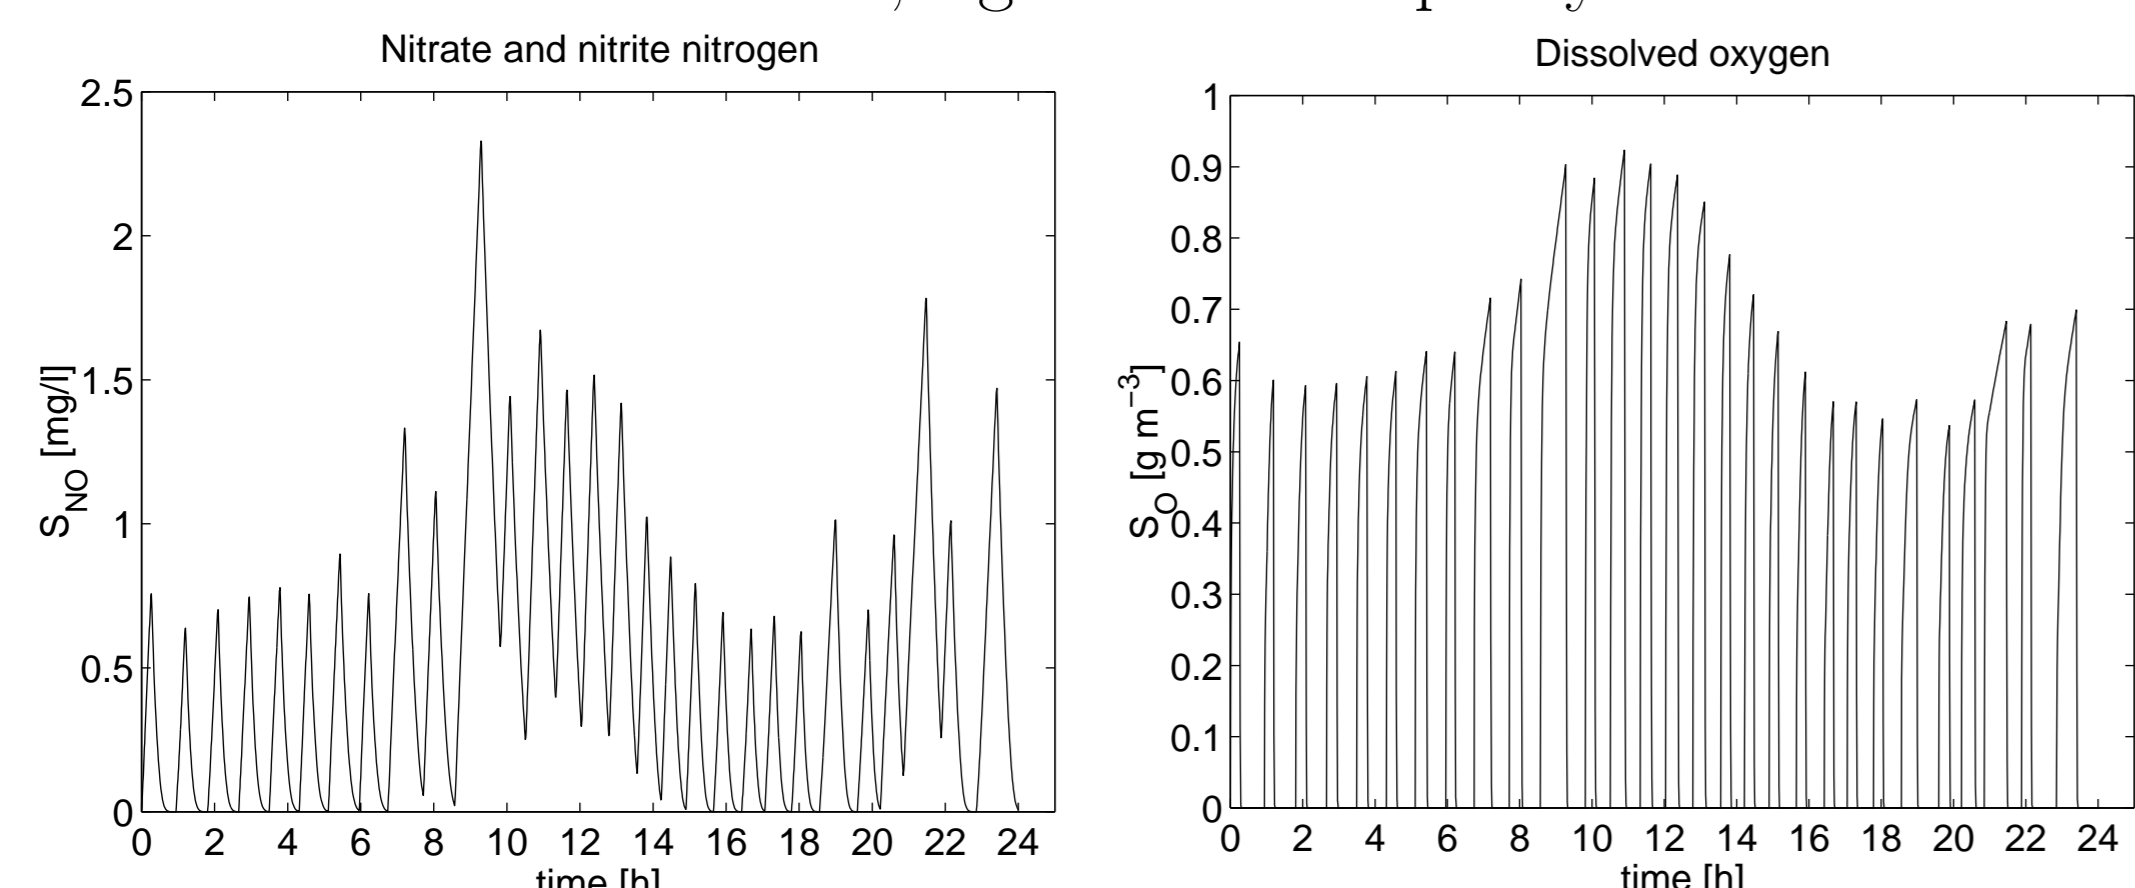 Nitrate and nitrite nitrogen
2.5
2
1.5
1
0.5
0
S_NO [mg/l]
0 2 4 6 8 10 12 14 16 18 20 22 24
time [h]
Dissolved oxygen
1
0.9
0.8
0.7
0.6
0.5
0.4
0.3
0.2
0.1
0
S_O [g m⁻³]
0 2 4 6 8 10 12 14 16 18 20 22 24
time [h]